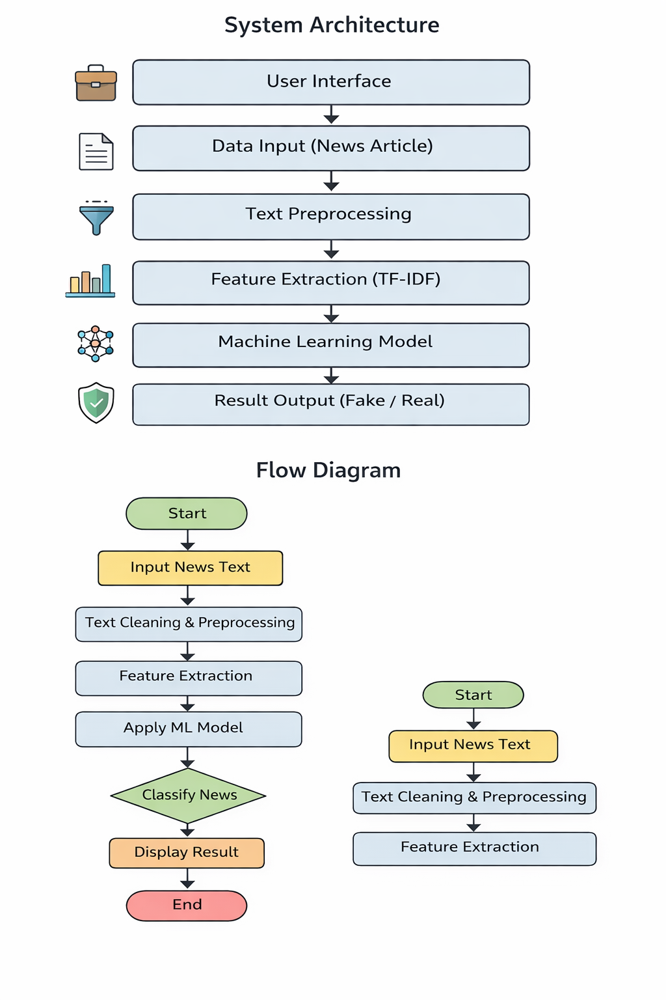 System Architecture
User Interface
Data Input (News Article)
Text Preprocessing
Feature Extraction (TF-IDF)
Machine Learning Model
Result Output (Fake / Real)
Flow Diagram
Start
Input News Text
Text Cleaning & Preprocessing
Feature Extraction
Apply ML Model
Classify News
Display Result
End
Start
Input News Text
Text Cleaning & Preprocessing
Feature Extraction